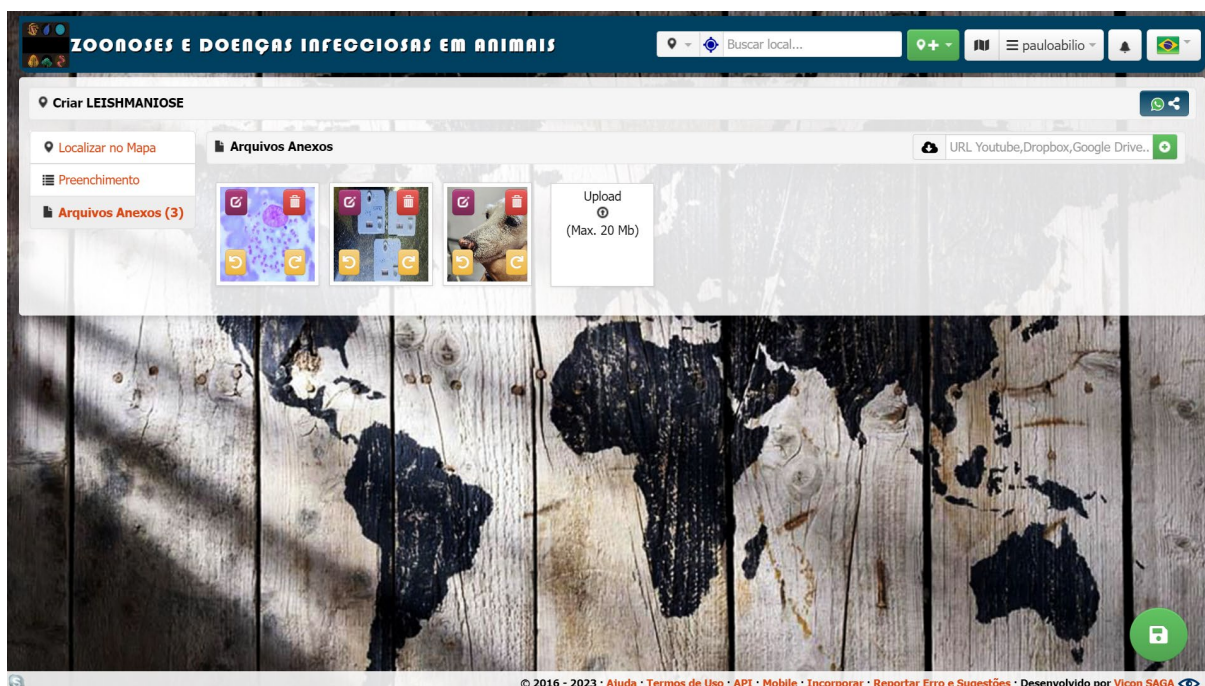 ZOONOSES E DOENÇAS INFECCIOSAS EM ANIMAIS
Buscar local...
pauloabilio
Criar LEISHMANIOSE
Localizar no Mapa
Preenchimento
Arquivos Anexos (3)
Arquivos Anexos
URL Youtube,Dropbox,Google Drive..
Upload
(Max. 20 Mb)
© 2016 - 2023 · Ajuda · Termos de Uso · API · Mobile · Incorporar · Reportar Erro e Sugestões · Desenvolvido por Vicon SAGA